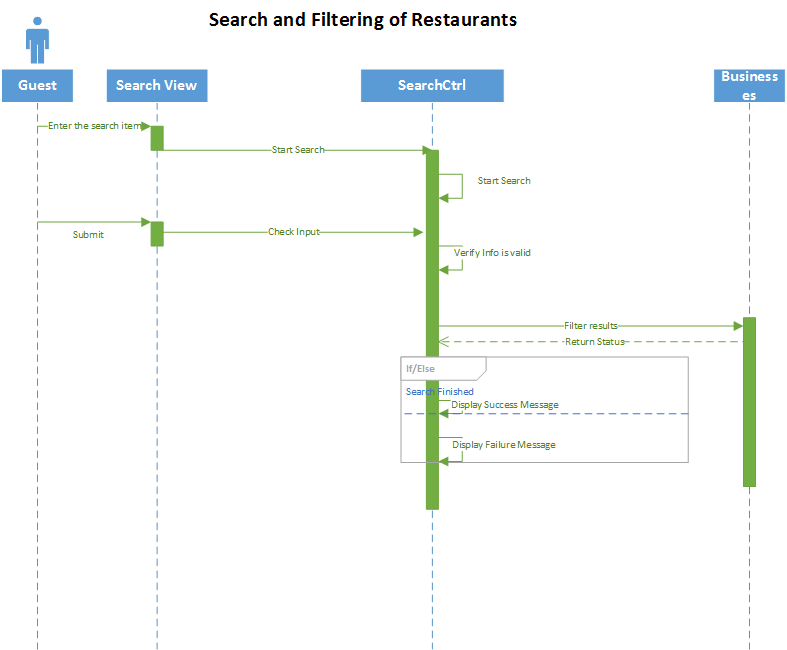 Search and Filtering of Restaurants
Guest
Search View
SearchCtrl
Business
es
Enter the search item
Start Search
Start Search
Submit
Check Input
Verify Info is valid
Filter results
Return Status
If/Else
Search Finished
Display Success Message
Display Failure Message